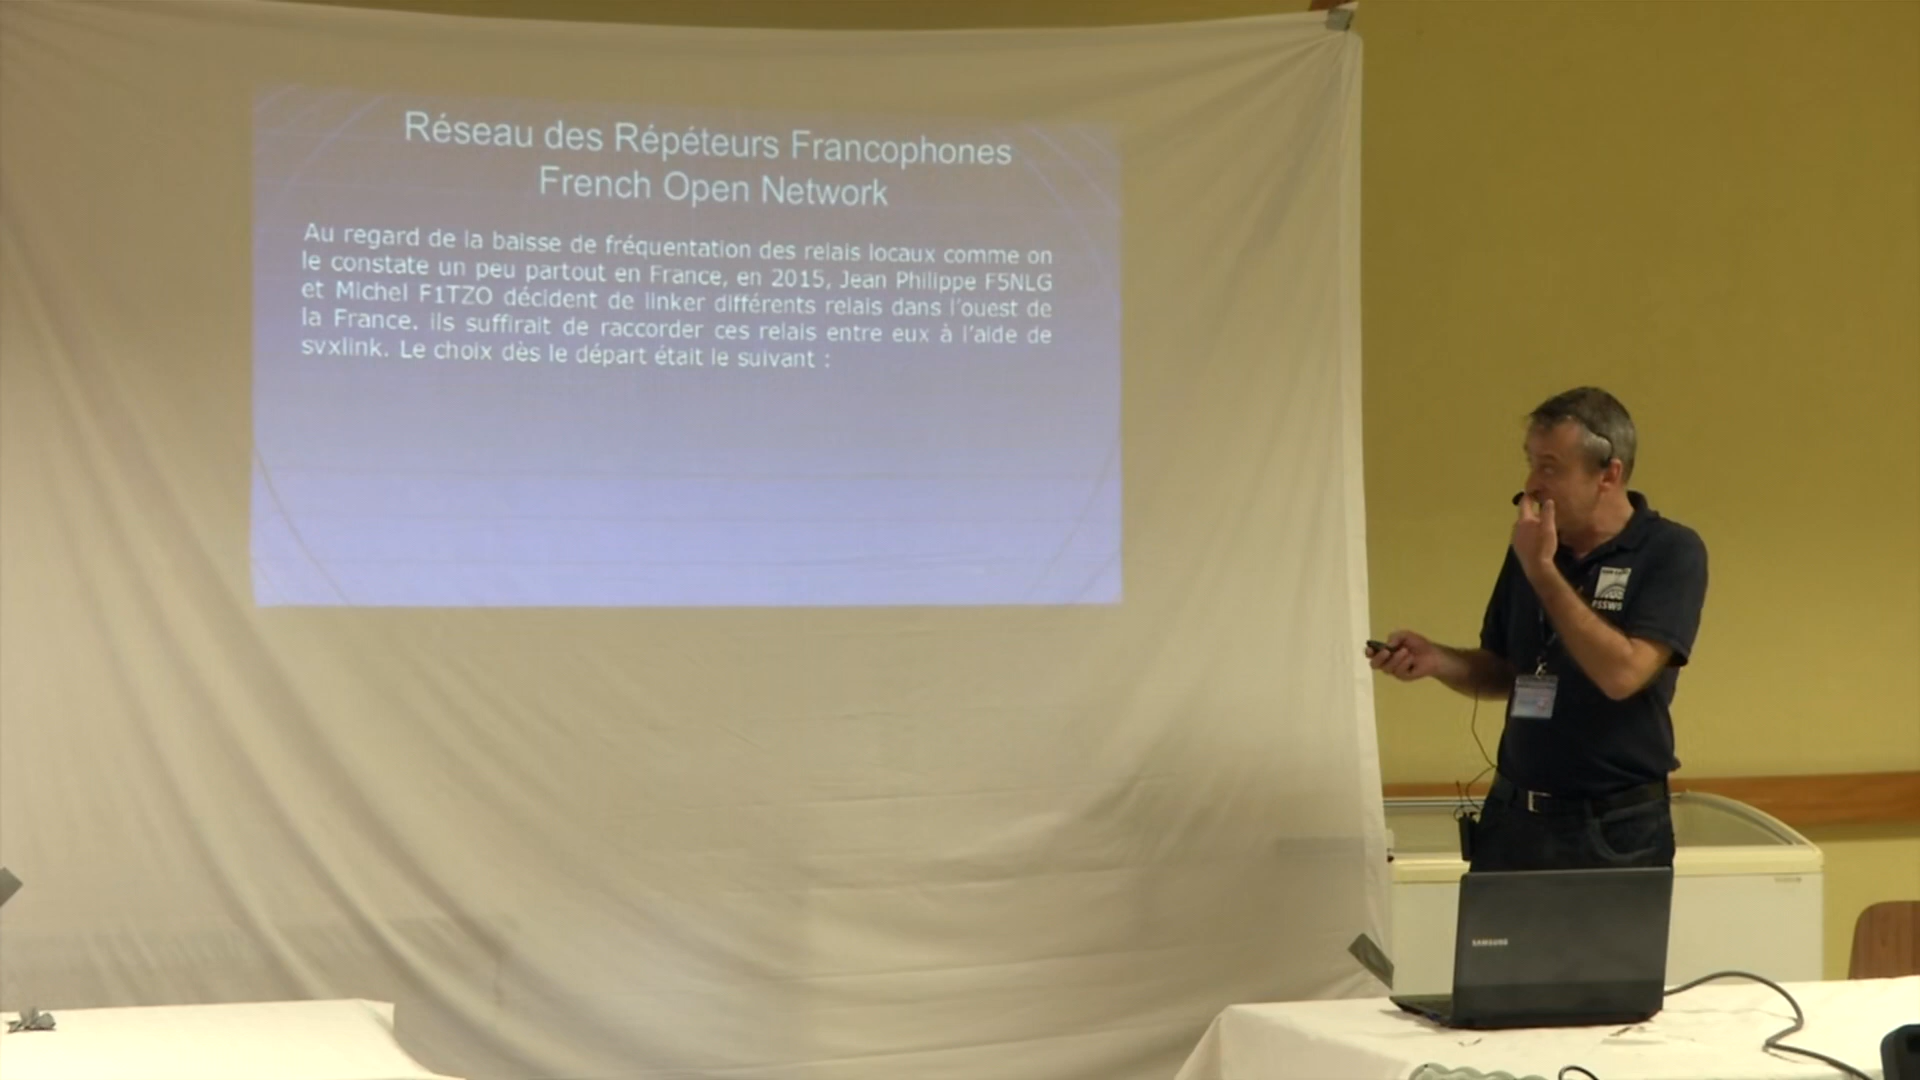 Réseau des Répéteurs Francophones
French Open Network
Au regard de la baisse de fréquentation des relais locaux comme on
le constate un peu partout en France, en 2015, Jean Philippe F5NLG
et Michel F1TZO décident de linker différents relais dans l'ouest de
la France. ils suffirait de raccorder ces relais entre eux à l'aide de
svxlink. Le choix dès le départ était le suivant :
SAMSUNG